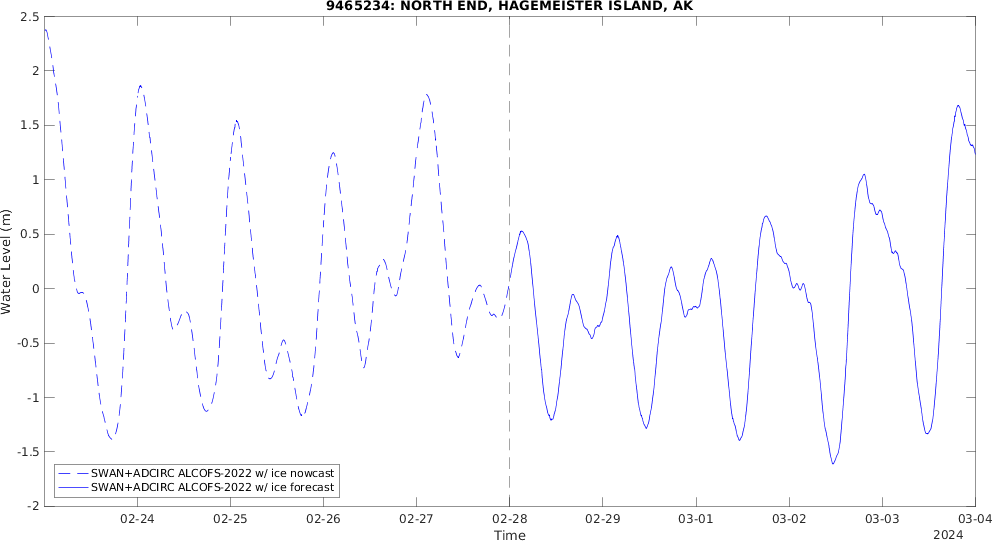 9465234: NORTH END, HAGEMEISTER ISLAND, AK
2.5
2
1.5
1
0.5
0
-0.5
-1
-1.5
-2
Water Level (m)
SWAN+ADCIRC ALCOFS-2022 w/ ice nowcast
SWAN+ADCIRC ALCOFS-2022 w/ ice forecast
02-24 02-25 02-26 02-27 02-28 02-29 03-01 03-02 03-03 03-04
Time
2024